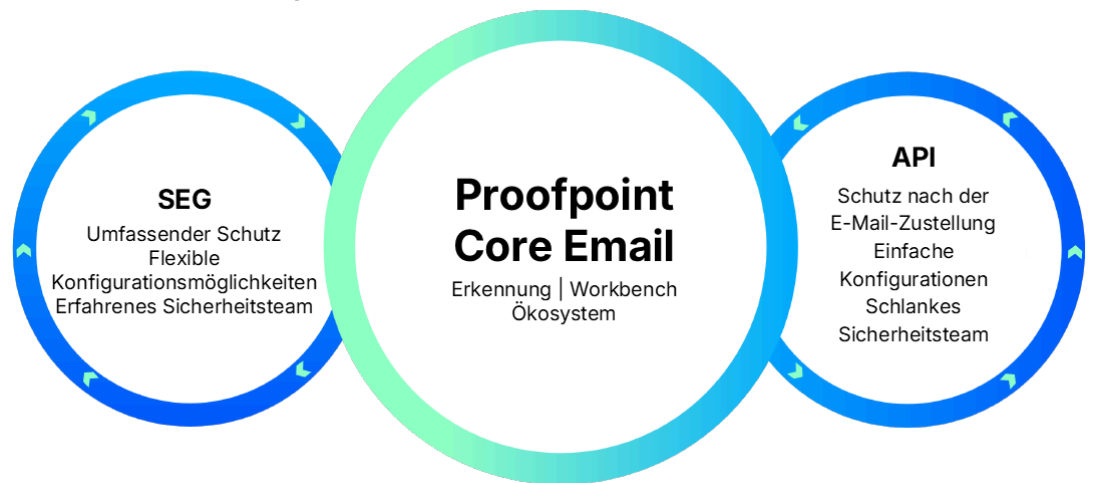 SEG
Umfassender Schutz
Flexible
Konfigurationsmöglichkeiten
Erfahrenes Sicherheitsteam
Proofpoint
Core Email
Erkennung | Workbench
Ökosystem
API
Schutz nach der
E-Mail-Zustellung
Einfache
Konfigurationen
Schlankes
Sicherheitsteam